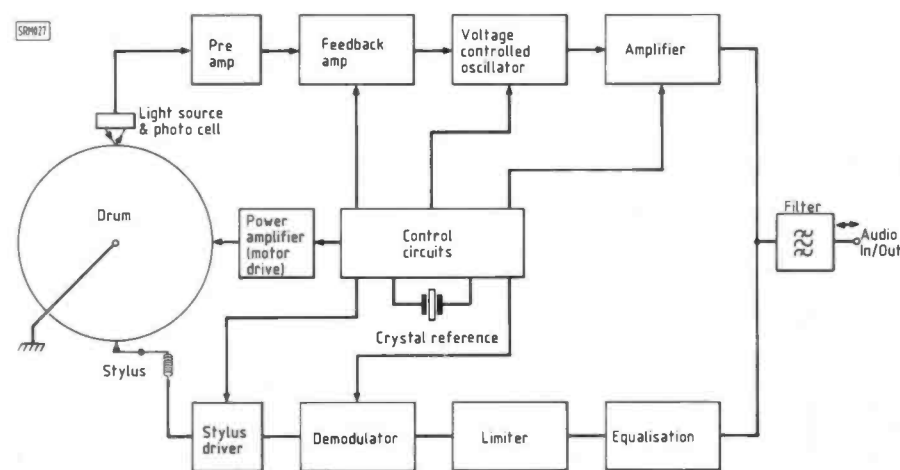 SRM027
Pre
amp
Feedback
amp
Voltage
controlled
oscillator
Amplifier
Light source
& photo cell
Drum
Power
amplifier
(motor
drive)
Control
circuits
Filter
Audio
In/Out
Crystal reference
Stylus
Stylus
driver
Demodulator
Limiter
Equalisation